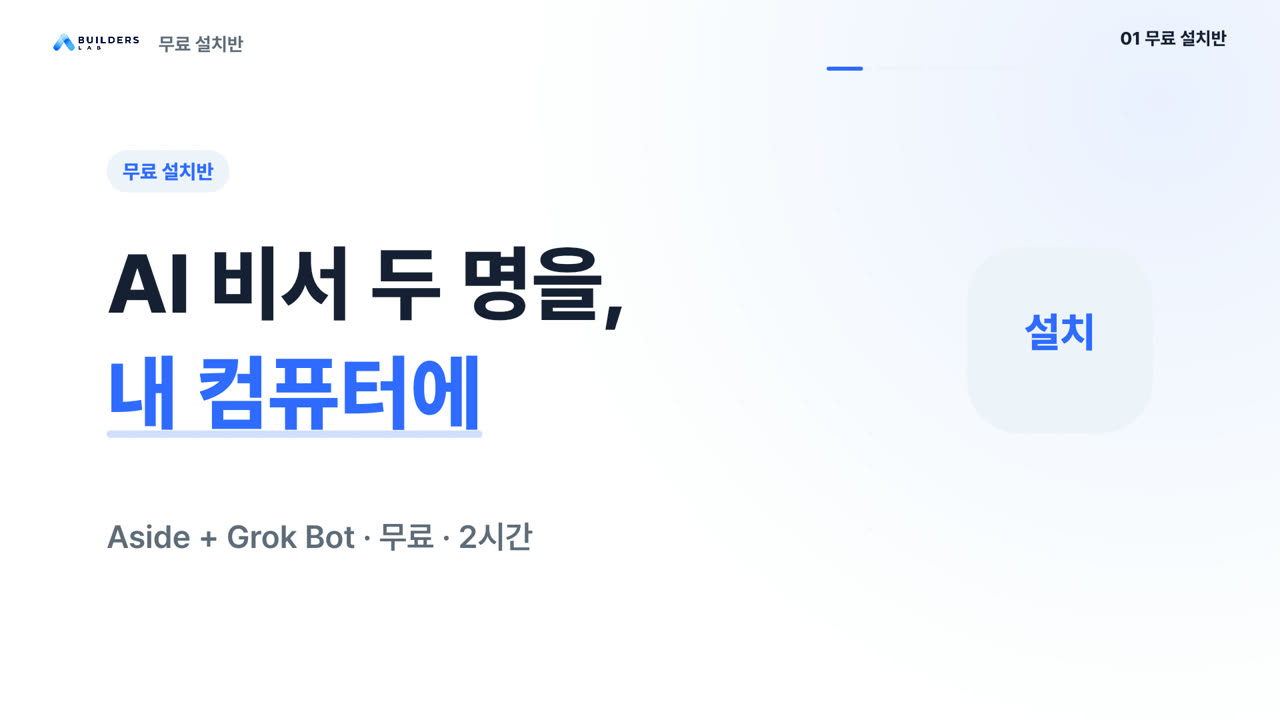 BUILDERS
LAB
무료 설치반
01 무료 설치반
무료 설치반
AI 비서 두 명을,
내 컴퓨터에
설치
Aside + Grok Bot · 무료 · 2시간